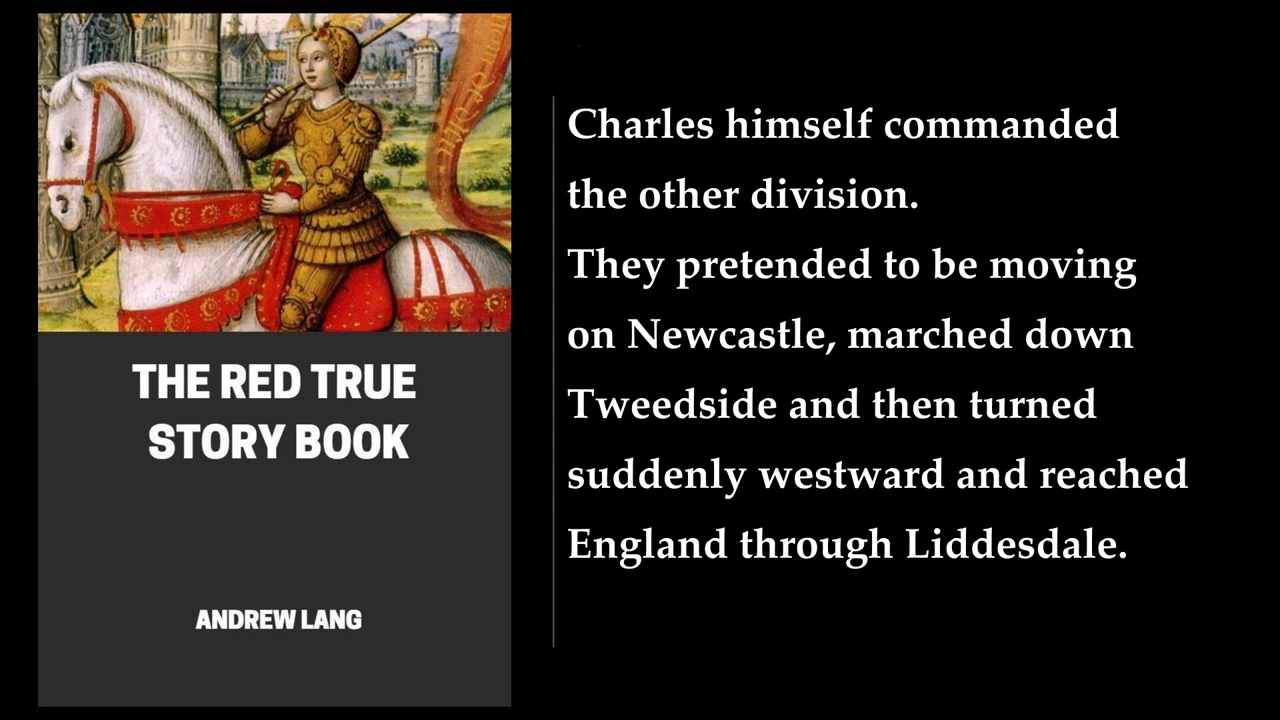 THE RED TRUE
STORY BOOK
ANDREW LANG
Charles himself commanded
the other division.
They pretended to be moving
on Newcastle, marched down
Tweedside and then turned
suddenly westward and reached
England through Liddesdale.